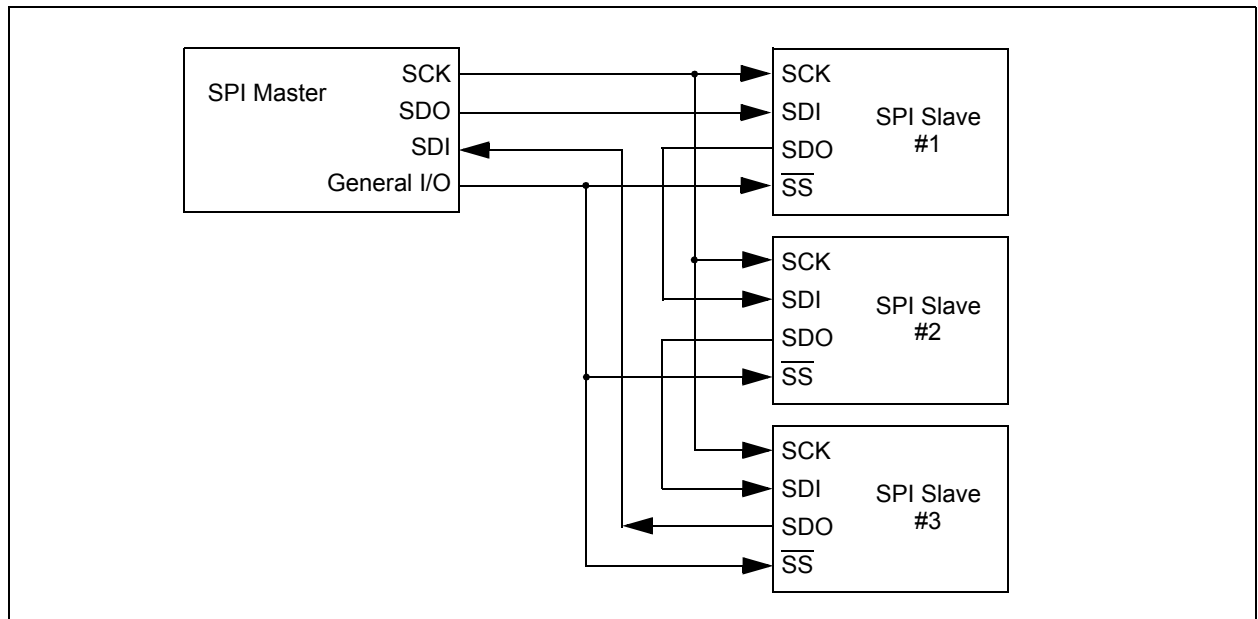 SPI Master
SCK
SDO
SDI
General I/O
SCK
SDI
SDO
SS
SPI Slave
#1
SCK
SDI
SDO
SS
SPI Slave
#2
SCK
SDI
SDO
SS
SPI Slave
#3